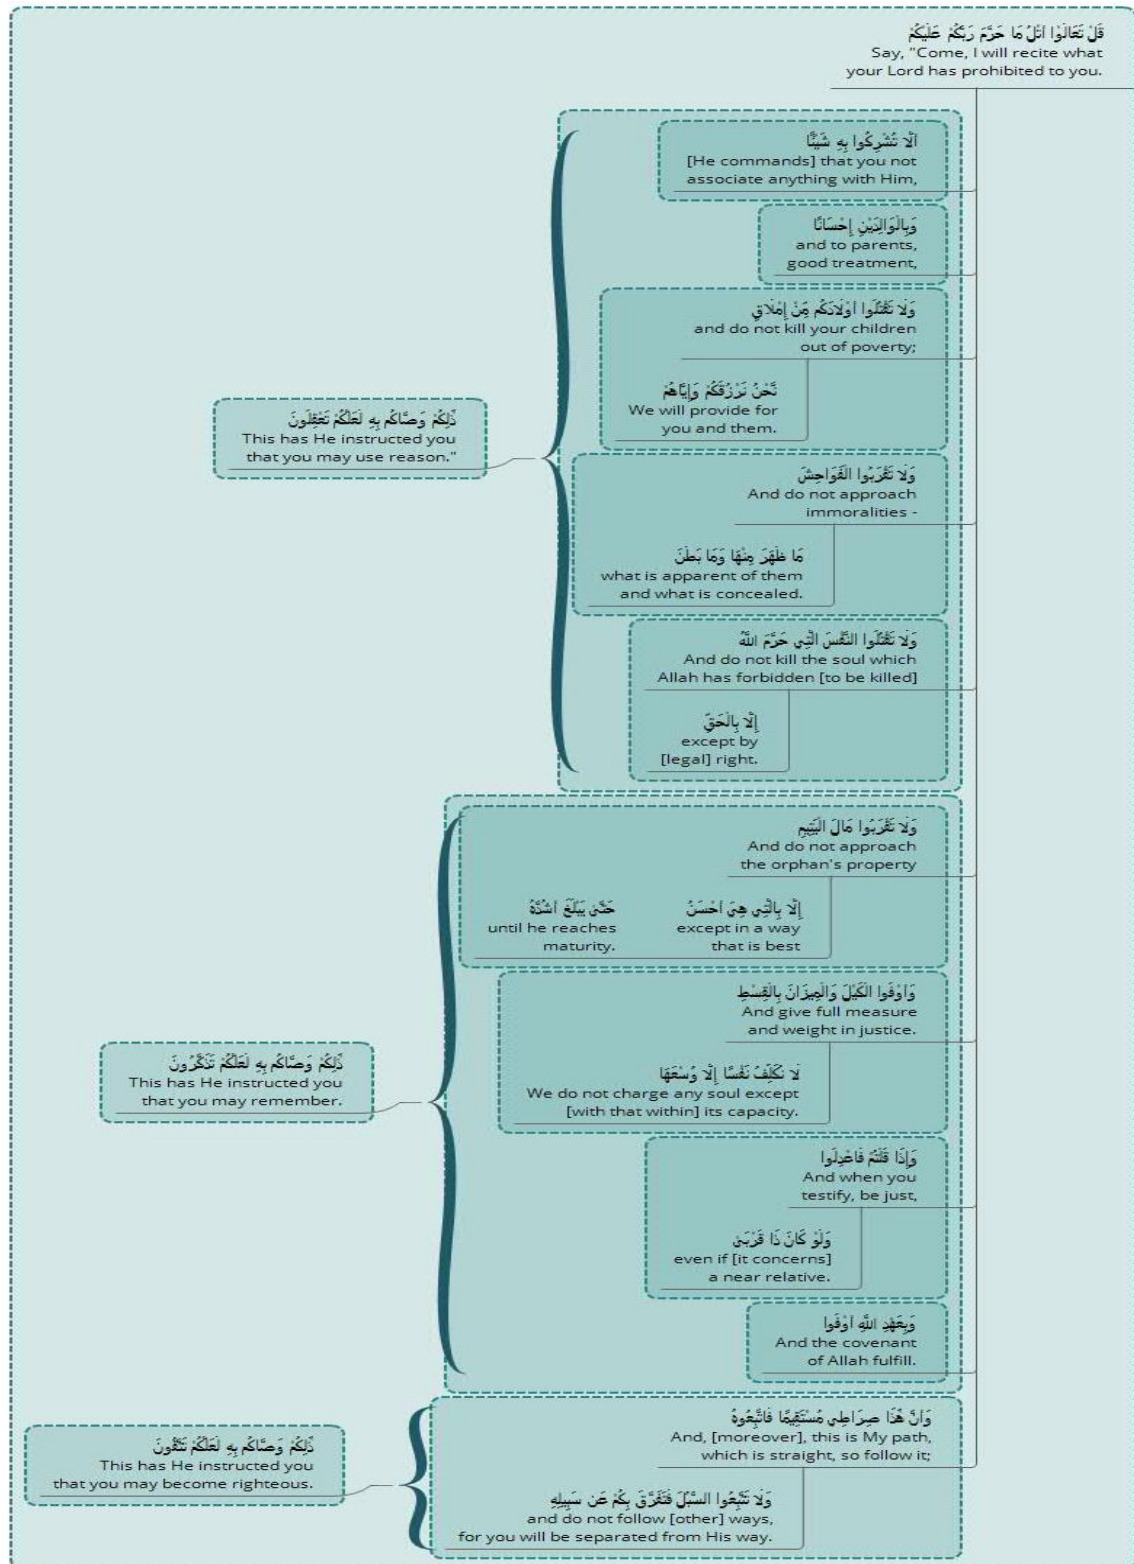 قُلْ تَعَالَوْا أَتْلُ مَا حَرَّمَ رَبُّكُمْ عَلَيْكُمْ
Say, "Come, I will recite what
your Lord has prohibited to you.
أَلَّا تُشْرِكُوا بِهِ شَيْئًا
[He commands] that you not
associate anything with Him,
وَبِالْوَالِدَيْنِ إِحْسَانًا
and to parents,
good treatment,
وَلَا تَقْتُلُوا أَوْلَادَكُم مِّنْ إِمْلَاقٍ
and do not kill your children
out of poverty;
نَّحْنُ نَرْزُقُكُمْ وَإِيَّاهُمْ
We will provide for
you and them.
وَلَا تَقْرَبُوا الْفَوَاحِشَ
And do not approach
immoralities -
مَا ظَهَرَ مِنْهَا وَمَا بَطَنَ
what is apparent of them
and what is concealed.
وَلَا تَقْتُلُوا النَّفْسَ الَّتِي حَرَّمَ اللَّهُ
And do not kill the soul which
Allah has forbidden [to be killed]
إِلَّا بِالْحَقِّ
except by
[legal] right.
ذَٰلِكُمْ وَصَّاكُم بِهِ لَعَلَّكُمْ تَعْقِلُونَ
This has He instructed you
that you may use reason."
وَلَا تَقْرَبُوا مَالَ الْيَتِيمِ
And do not approach
the orphan's property
إِلَّا بِالَّتِي هِيَ أَحْسَنُ
except in a way
that is best
حَتَّىٰ يَبْلُغَ أَشُدَّهُ
until he reaches
maturity.
وَأَوْفُوا الْكَيْلَ وَالْمِيزَانَ بِالْقِسْطِ
And give full measure
and weight in justice.
لَا نُكَلِّفُ نَفْسًا إِلَّا وُسْعَهَا
We do not charge any soul except
[with that within] its capacity.
وَإِذَا قُلْتُمْ فَاعْدِلُوا
And when you
testify, be just,
وَلَوْ كَانَ ذَا قُرْبَىٰ
even if [it concerns]
a near relative.
وَبِعَهْدِ اللَّهِ أَوْفُوا
And the covenant
of Allah fulfill.
ذَٰلِكُمْ وَصَّاكُم بِهِ لَعَلَّكُمْ تَذَكَّرُونَ
This has He instructed you
that you may remember.
وَأَنَّ هَٰذَا صِرَاطِي مُسْتَقِيمًا فَاتَّبِعُوهُ
And, [moreover], this is My path,
which is straight, so follow it;
وَلَا تَتَّبِعُوا السُّبُلَ فَتَفَرَّقَ بِكُمْ عَن سَبِيلِهِ
and do not follow [other] ways,
for you will be separated from His way.
ذَٰلِكُمْ وَصَّاكُم بِهِ لَعَلَّكُمْ تَتَّقُونَ
This has He instructed you
that you may become righteous.